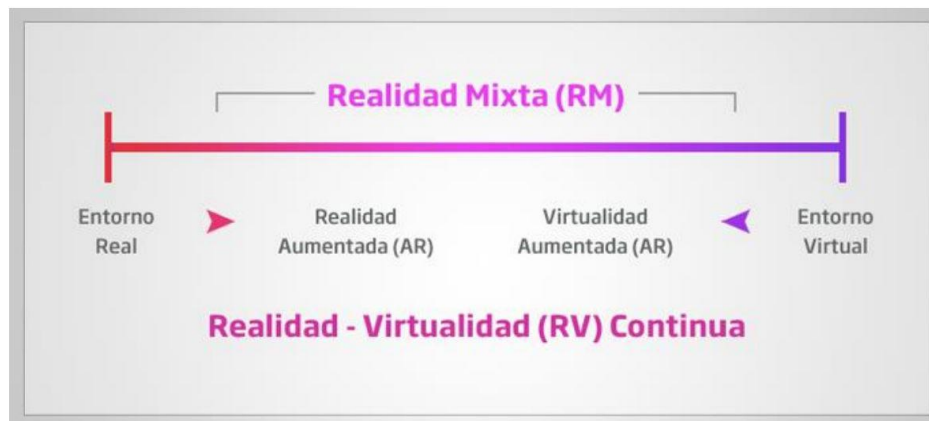 Realidad Mixta (RM)
Entorno
Real
Realidad
Aumentada (AR)
Virtualidad
Aumentada (AR)
Entorno
Virtual
Realidad - Virtualidad (RV) Continua